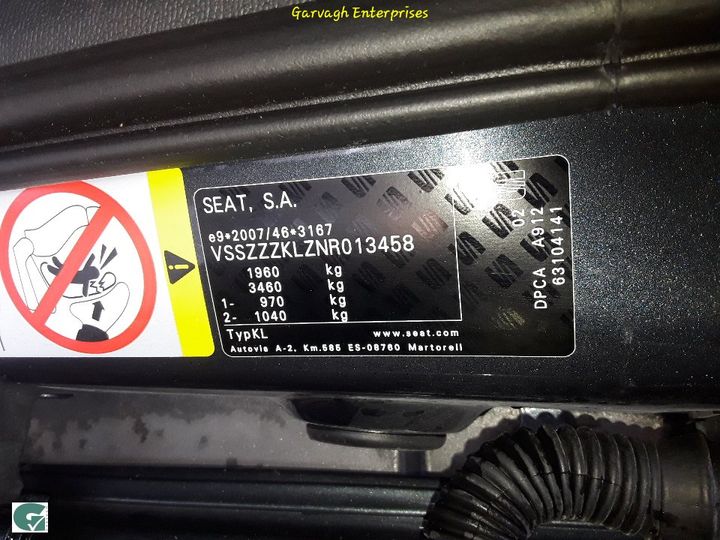 Garvagh Enterprises
SEAT, S.A.
e9*2007/46*3167
VSSZZZKLZNR013458
1960 kg
3460 kg
1- 970 kg
2- 1040 kg
TypKL www.seat.com
Autovia A-2, Km.585 ES-08760 Martorell
02
DPCA A912
63104141
G